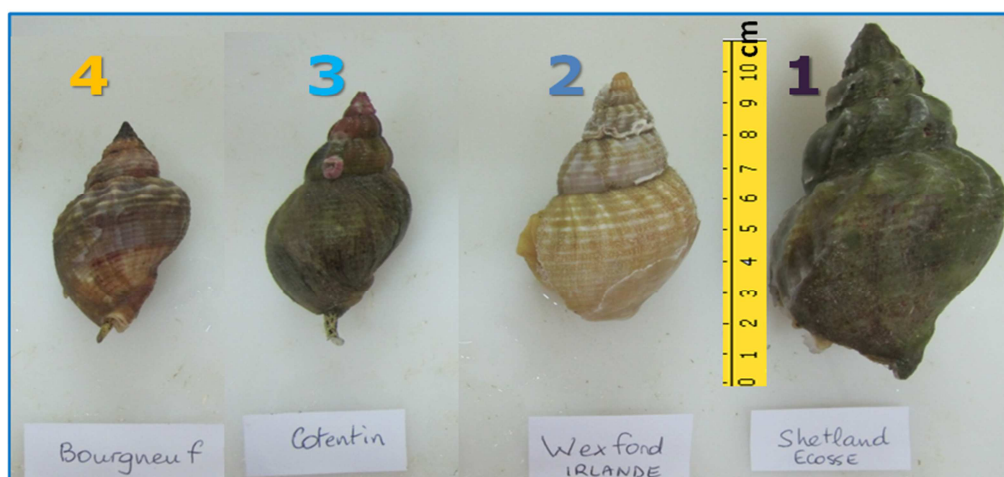 4
3
2
1
cm
10
9
8
7
6
5
4
3
2
1
0
Bourgneuf
Cotentin
Wexford
IRLANDE
Shetland
ECOSSE